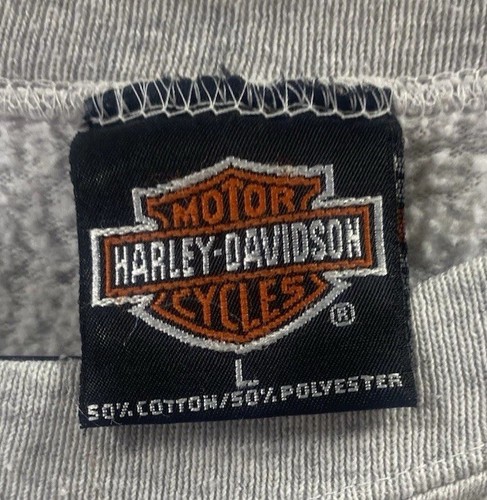 MOTOR
HARLEY-DAVIDSON
CYCLES
®
L
50% COTTON/50% POLYESTER